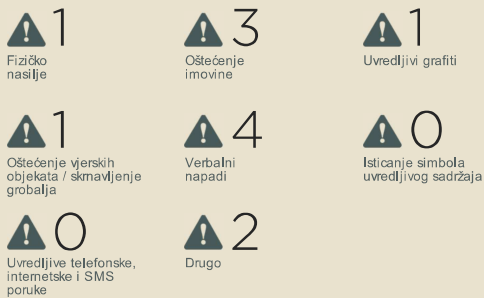 1
Fizičko
nasilje
3
Oštećenje
imovine
1
Uvredljivi grafiti
1
Oštećenje vjerskih
objekata / skrnavljenje
grobalja
4
Verbalni
napadi
0
Isticanje simbola
uvredljivog sadržaja
0
Uvredljive telefonske,
internetske i SMS
poruke
2
Drugo